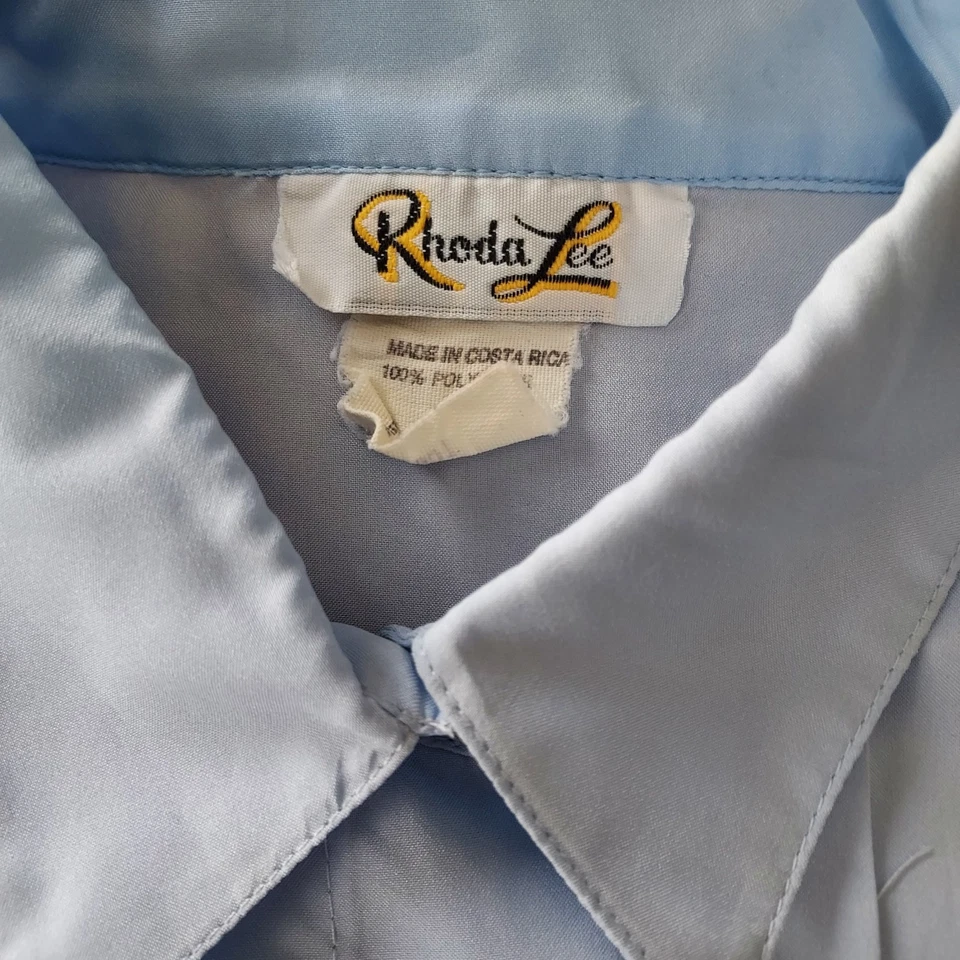 Rhoda Lee
MADE IN COSTA RICA
100%